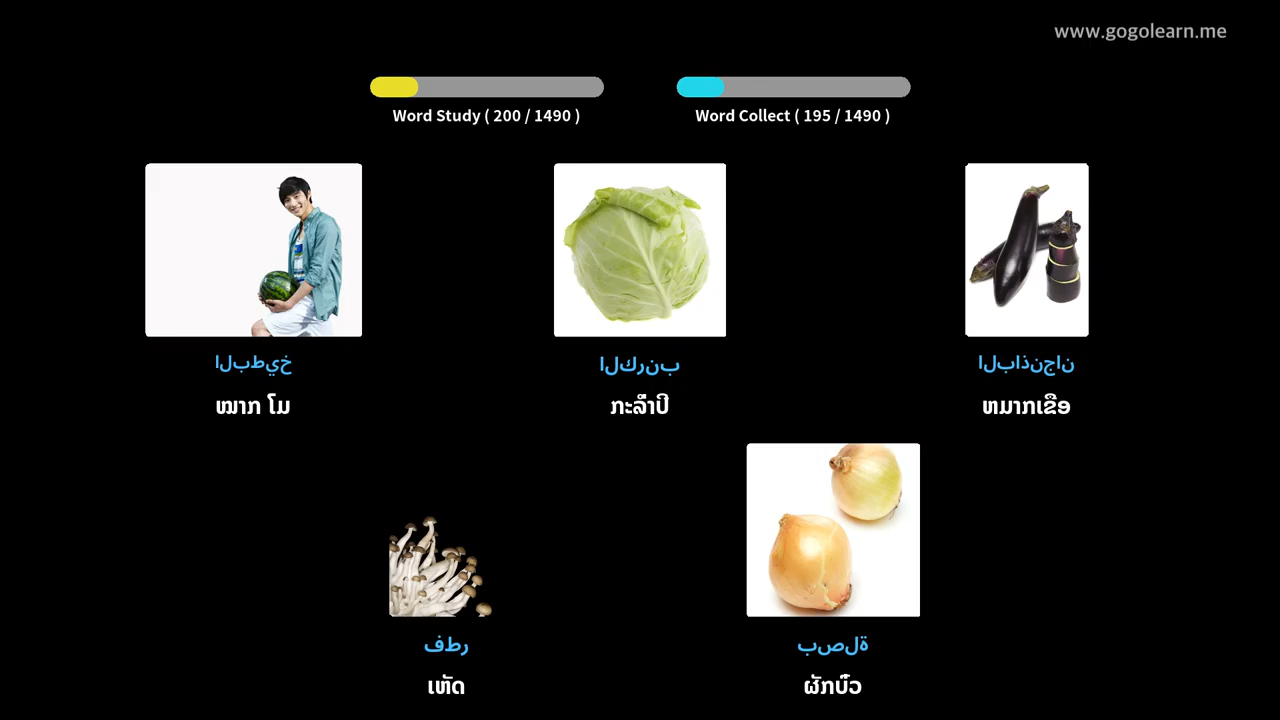 www.gogolearn.me
Word Study ( 200 / 1490 )
Word Collect ( 195 / 1490 )
البطيخ
ໝາກ ໂມ
الكرنب
ກະລ່ຳປີ
الباذنجان
ຫມາກເຂືອ
فطر
ເຫັດ
بصلة
ຜັກບົ່ວ